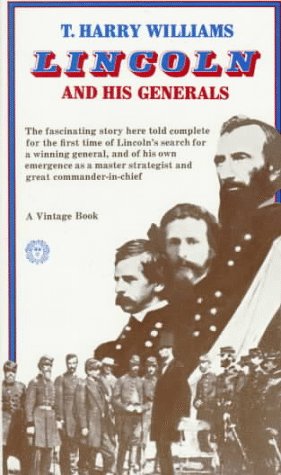 T. HARRY WILLIAMS
LINCOLN
AND HIS GENERALS
The fascinating story here told complete
for the first time of Lincoln's search for
a winning general, and of his own
emergence as a master strategist and
great commander-in-chief
A Vintage Book